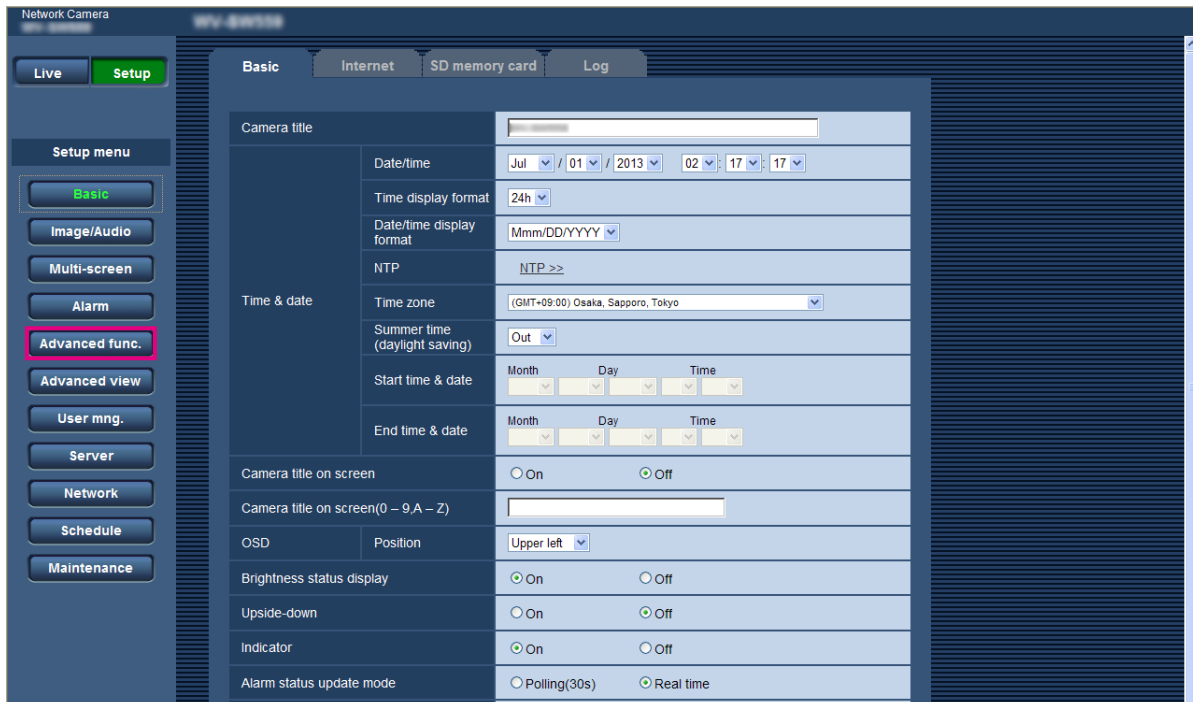 Network Camera
Live
Setup
Setup menu
Basic
Image/Audio
Multi-screen
Alarm
Advanced func.
Advanced view
User mng.
Server
Network
Schedule
Maintenance
Basic Internet SD memory card Log
Camera title
Time & date
Date/time Jul / 01 / 2013 02 : 17 : 17
Time display format 24h
Date/time display
format Mmm/DD/YYYY
NTP NTP >>
Time zone (GMT+09:00) Osaka, Sapporo, Tokyo
Summer time
(daylight saving) Out
Start time & date Month Day Time
End time & date Month Day Time
Camera title on screen On Off
Camera title on screen(0 – 9,A – Z)
OSD Position Upper left
Brightness status display On Off
Upside-down On Off
Indicator On Off
Alarm status update mode Polling(30s) Real time